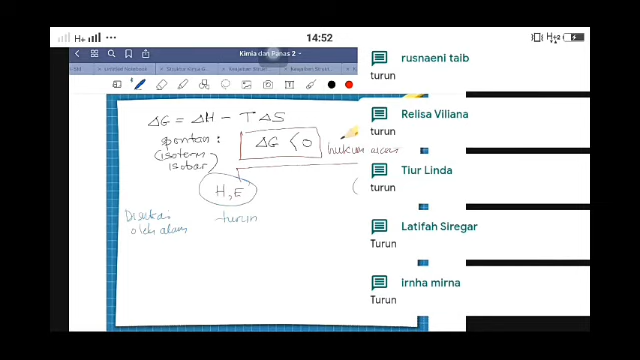 H+
14:52
H+
Kimia dan Panas 2
ΔG = ΔH - TΔS
spontan :
ΔG < 0
hukum alam
(isoterm
isobar
H, E
Disukai
oleh alam
turun
rusnaeni taib
turun
Relisa Viliana
turun
Tiur Linda
turun
Latifah Siregar
Turun
irnha mirna
Turun